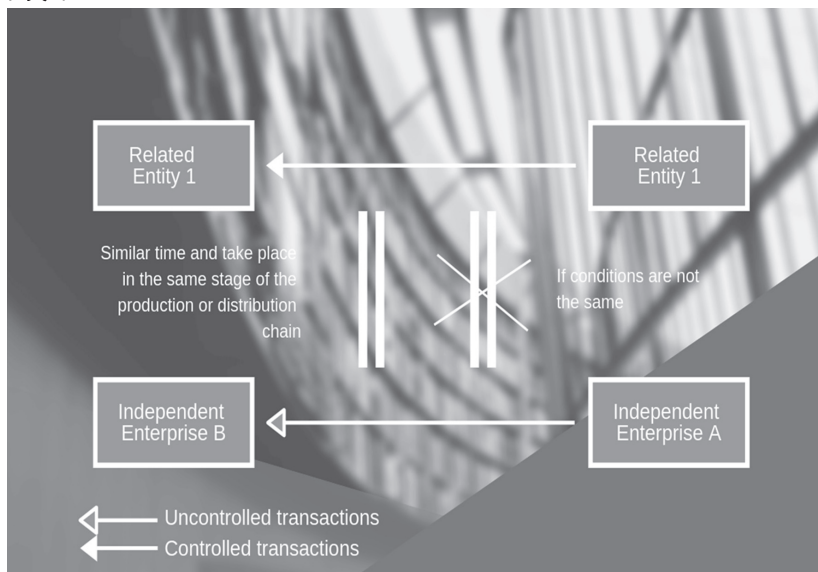 Related
Entity 1
Related
Entity 1
Similar time and take place
in the same stage of the
production or distribution
chain
If conditions are not
the same
Independent
Enterprise B
Independent
Enterprise A
Uncontrolled transactions
Controlled transactions